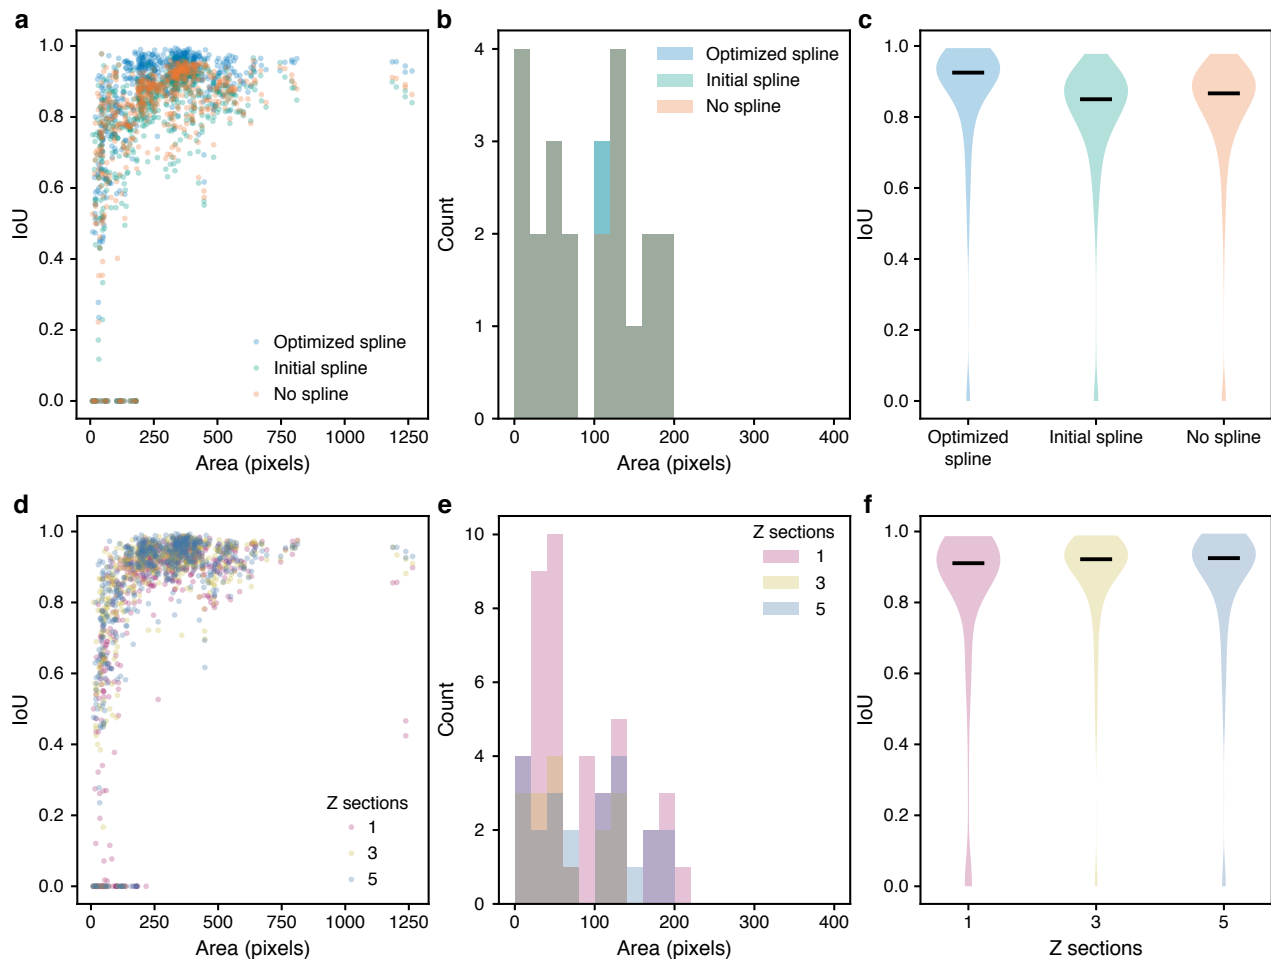 a
1.0
0.8
0.6
0.4
0.2
0.0
IoU
Optimized spline
Initial spline
No spline
0
250
500
750
1000
1250
Area (pixels)
b
4
3
2
1
0
Count
Optimized spline
Initial spline
No spline
0
100
200
300
400
Area (pixels)
c
1.0
0.8
0.6
0.4
0.2
0.0
IoU
Optimized
spline
Initial spline
No spline
d
1.0
0.8
0.6
0.4
0.2
0.0
IoU
Z sections
1
3
5
0
250
500
750
1000
1250
Area (pixels)
e
10
8
6
4
2
0
Count
Z sections
1
3
5
0
100
200
300
400
Area (pixels)
f
1.0
0.8
0.6
0.4
0.2
0.0
IoU
1
3
5
Z sections